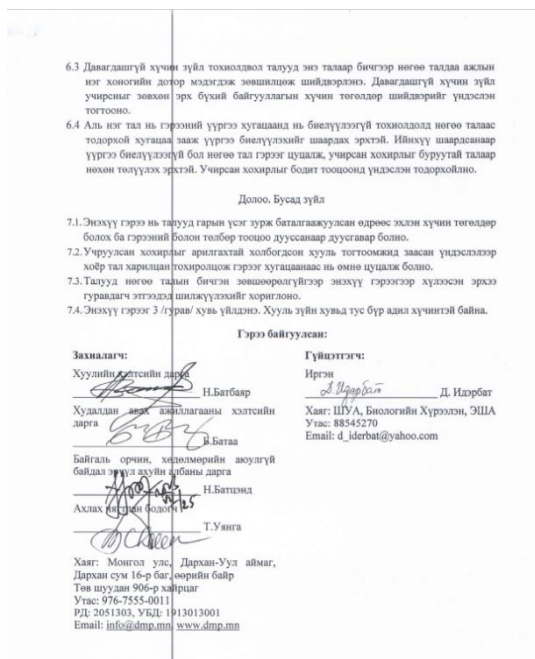 6.3 Давагдашгүй хүчин зүйл тохиолдвол талууд энэ талаар бичгээр нөгөө талдаа ажлын
нэг хоногийн дотор мэдэгдэж зөвшилцөж шийдвэрлэнэ. Давагдашгүй хүчин зүйл
учирсныг зөвхөн эрх бүхий байгууллагын хүчин төгөлдөр шийдвэрийг үндэслэн
тогтооно.
6.4 Аль нэг тал нь гэрээний үүргээ хугацаанд нь биелүүлээгүй тохиолдолд нөгөө талаас
тодорхой хугацаа зааж үүргээ биелүүлэхийг шаардах эрхтэй. Ийнхүү шаардсанаар
үүргээ биелүүлээгүй бол нөгөө тал гэрээг цуцалж, учирсан хохирлыг буруутай талаар
нөхөн төлүүлэх эрхтэй. Учирсан хохирлыг бодит тооцоонд үндэслэн тодорхойлно.
Долоо. Бусад зүйл
7.1. Энэхүү гэрээ нь талууд гарын үсэг зурж баталгаажуулсан өдрөөс эхлэн хүчин төгөлдөр
болох ба гэрээний болон төлбөр тооцоо дууссанаар дуусгавар болно.
7.2. Учруулсан хохирлыг арилгахтай холбогдсон хууль тогтоомжид заасан үндэслэлээр
хоёр тал харилцан тохиролцож гэрээг хугацаанаас нь өмнө цуцалж болно.
7.3. Талууд нөгөө талын бичгэн зөвшөөрөлгүйгээр энэхүү гэрээгээр хүлээсэн эрхээ
гуравдагч этгээдэд шилжүүлэхийг хориглоно.
7.4. Энэхүү гэрээг 3 /гурав/ хувь үйлдэнэ. Хууль зүйн хувьд тус бүр адил хүчинтэй байна.
Гэрээ байгуулсан:
Захиалагч:
Хуулийн хэлтсийн дарга
Н.Батбаяр
Худалдан авах ажиллагааны хэлтсийн
дарга
Б.Батаа
Байгаль орчин, хөдөлмөрийн аюулгүй
байдал эрүүл ахуйн албаны дарга
Н.Батцэнд
Ахлах нягтлан бодогч
Т.Уянга
Хаяг: Монгол улс, Дархан-Уул аймаг,
Дархан сум 16-р баг, өөрийн байр
Төв шуудан 906-р хайрцаг
Утас: 976-7555-0011
РД: 2051303, УБД: 1913013001
Email: info@dmp.mn, www.dmp.mn
Гүйцэтгэгч:
Иргэн
Д. Идэрбат Д. Идэрбат
Хаяг: ШУА, Биологийн Хүрээлэн, ЭША
Утас: 88545270
Email: d_iderbat@yahoo.com